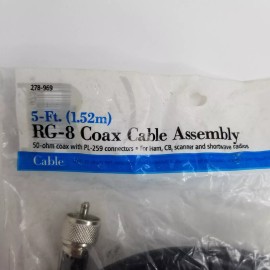 278-969
5-Ft. (1.52m)
RG-8 Coax Cable Assembly
50-ohm coax with PL-259 connectors • For Ham, CB, scanner and shortwave radios
Cable